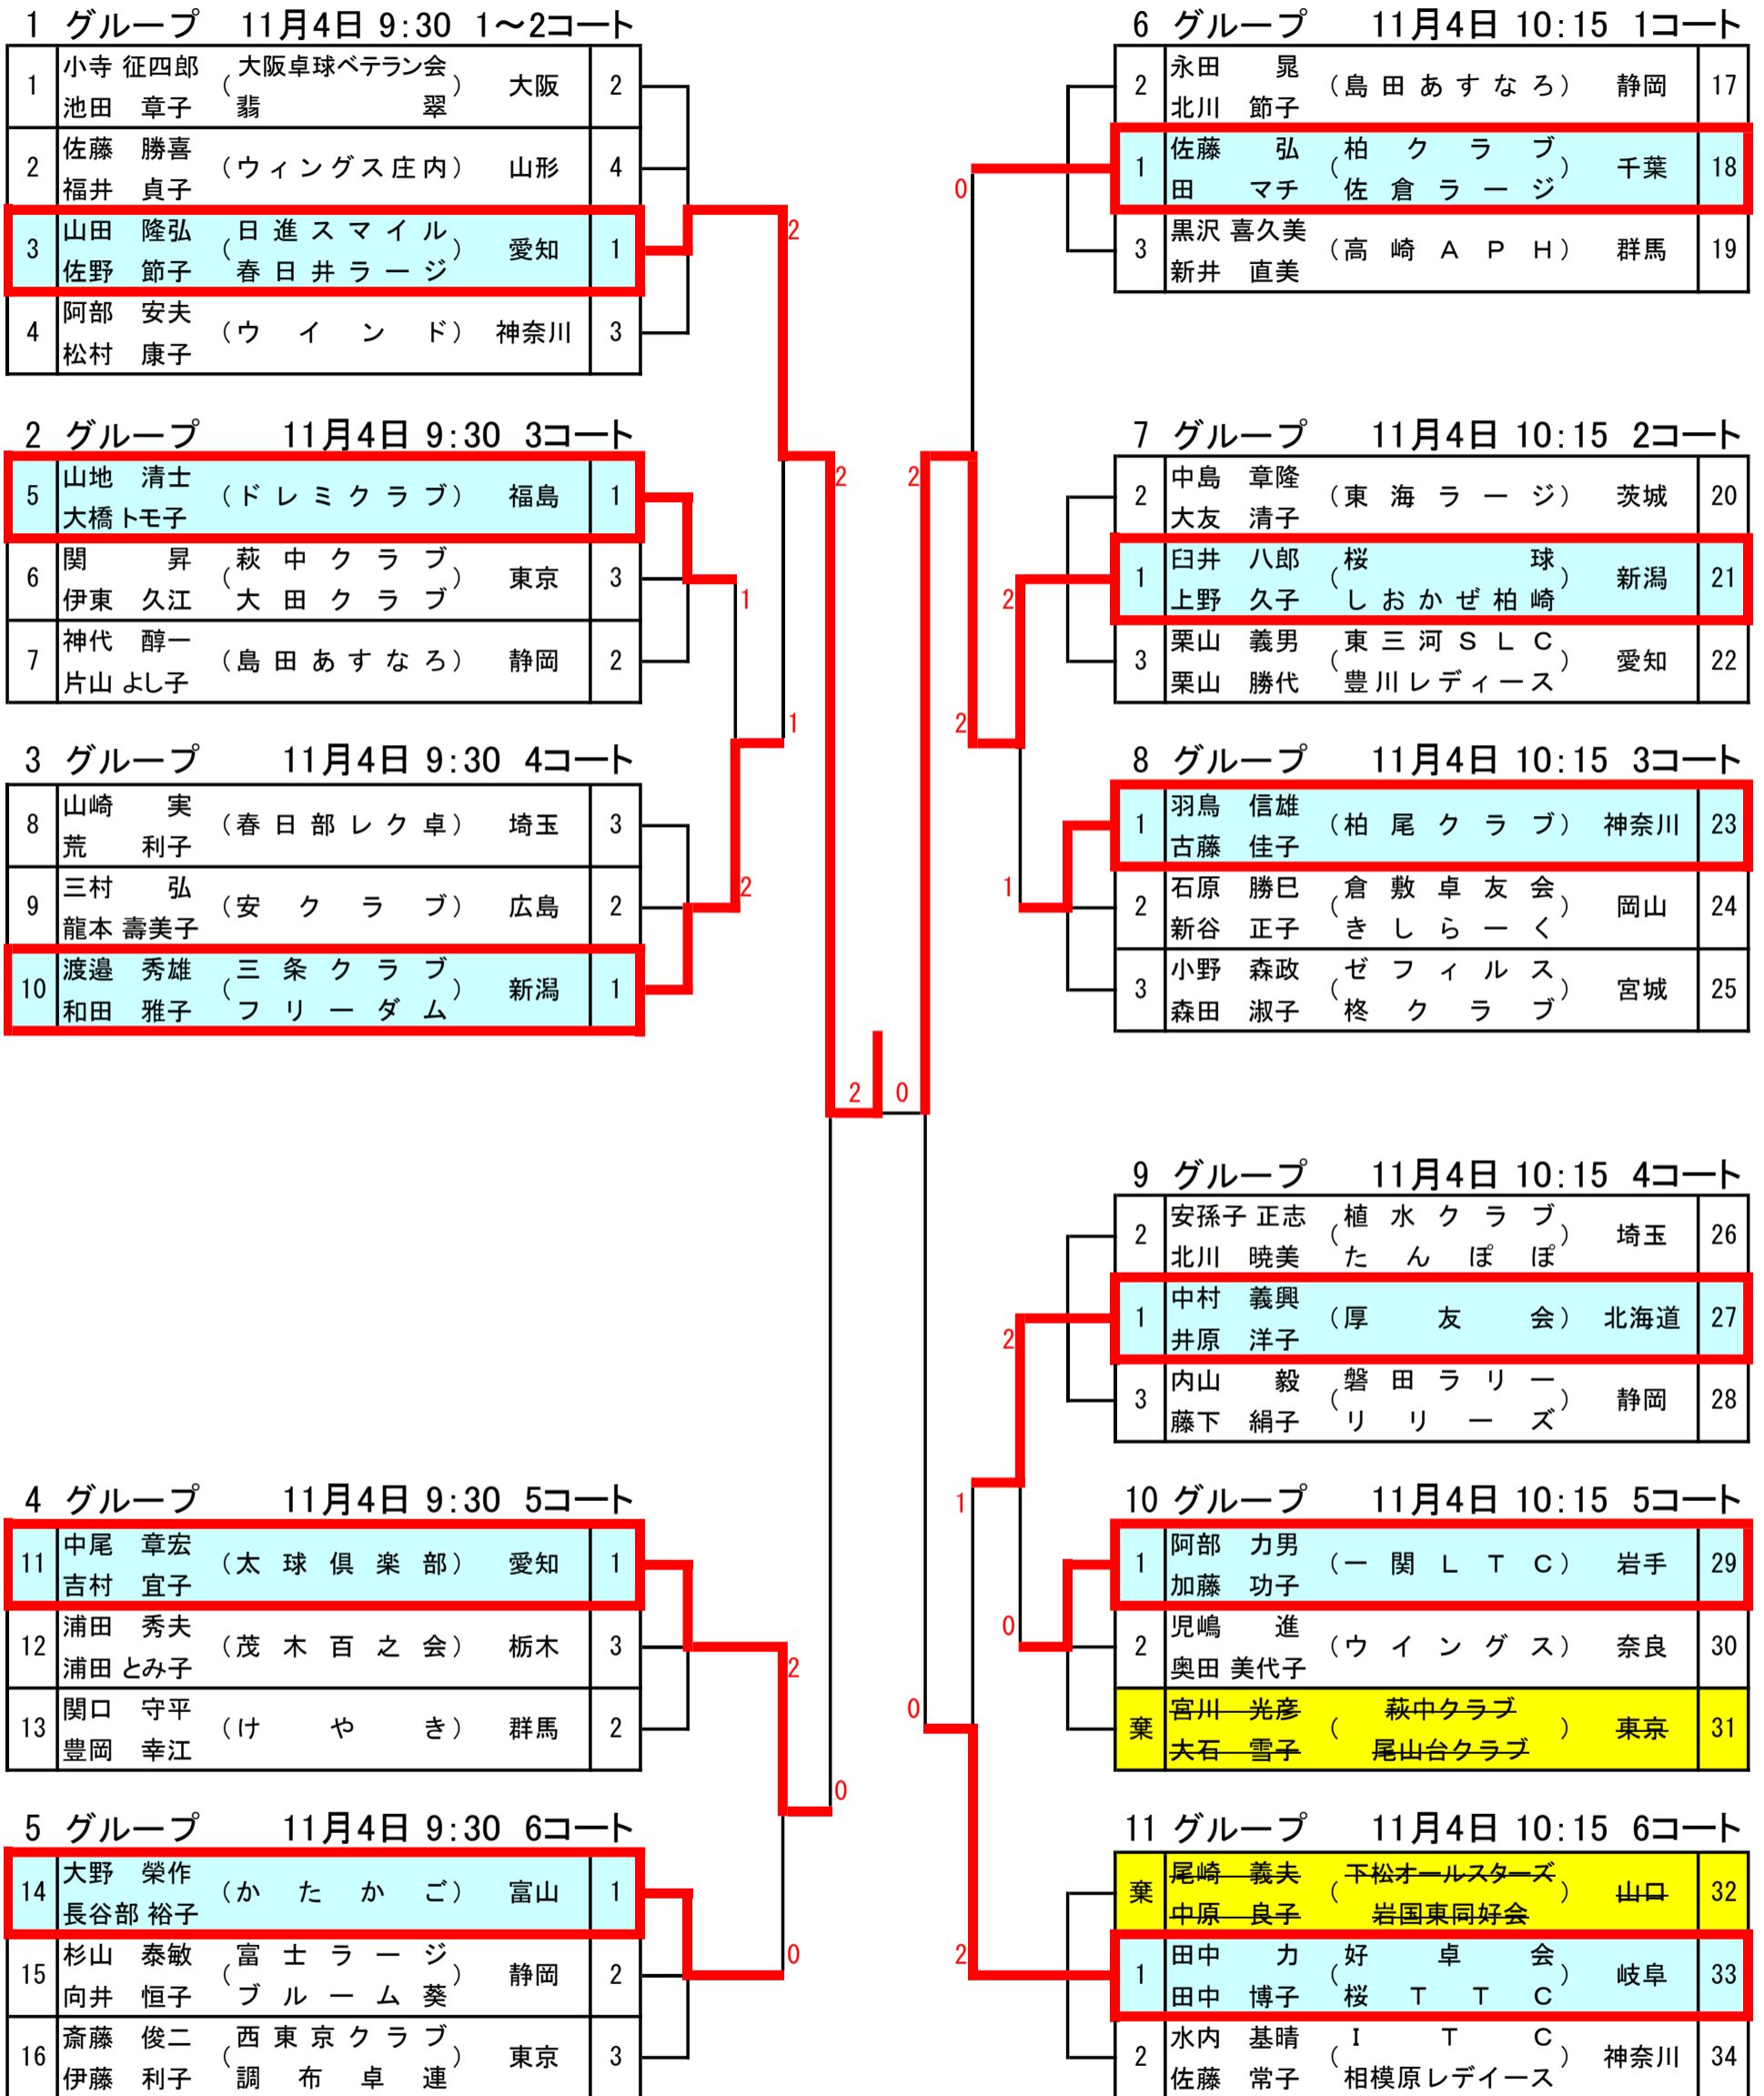 1 グループ 11月4日 9:30 1～2コート
1 小寺 征四郎 （大阪卓球ベテラン会 大阪 2
池田 章子 翡翠）
2 佐藤 勝喜 （ウィングス庄内） 山形 4
福井 貞子
3 山田 隆弘 （日進スマイル 愛知 1
佐野 節子 春日井ラージ）
4 阿部 安夫 （ウインド） 神奈川 3
松村 康子
2 グループ 11月4日 9:30 3コート
5 山地 清士 （ドレミクラブ） 福島 1
大橋 トモ子
6 関 昇 （萩中クラブ 東京 3
伊東 久江 大田クラブ）
7 神代 醇一 （島田あすなろ） 静岡 2
片山 よし子
3 グループ 11月4日 9:30 4コート
8 山崎 実 （春日部レク卓） 埼玉 3
荒 利子
9 三村 弘 （安クラブ） 広島 2
龍本 壽美子
10 渡邉 秀雄 （三条クラブ 新潟 1
和田 雅子 フリーダム）
4 グループ 11月4日 9:30 5コート
11 中尾 章宏 （太球倶楽部） 愛知 1
吉村 宜子
12 浦田 秀夫 （茂木百之会） 栃木 3
浦田 とみ子
13 関口 守平 （けやき） 群馬 2
豊岡 幸江
5 グループ 11月4日 9:30 6コート
14 大野 榮作 （かたかご） 富山 1
長谷部 裕子
15 杉山 泰敏 （富士ラージ 静岡 2
向井 恒子 ブルーム葵）
16 斎藤 俊二 （西東京クラブ 東京 3
伊藤 利子 調布卓連）
2
1
1
2
2
2
0
0
2 0
0
2
2
2
1
2
1
0
0
2
6 グループ 11月4日 10:15 1コート
2 永田 晃 （島田あすなろ） 静岡 17
北川 節子
1 佐藤 弘 （柏クラブ 千葉 18
田 マチ 佐倉ラージ）
3 黒沢 喜久美 （高崎APH） 群馬 19
新井 直美
7 グループ 11月4日 10:15 2コート
2 中島 章隆 （東海ラージ） 茨城 20
大友 清子
1 臼井 八郎 （桜球 新潟 21
上野 久子 しおかぜ柏崎）
3 栗山 義男 （東三河SLC 愛知 22
栗山 勝代 豊川レディース）
8 グループ 11月4日 10:15 3コート
1 羽鳥 信雄 （柏尾クラブ） 神奈川 23
古藤 佳子
2 石原 勝巳 （倉敷卓友会 岡山 24
新谷 正子 きしらーく）
3 小野 森政 （ゼフィルス 宮城 25
森田 淑子 柊クラブ）
9 グループ 11月4日 10:15 4コート
2 安孫子 正志 （植水クラブ 埼玉 26
北川 暁美 たんぽぽ）
1 中村 義興 （厚友会） 北海道 27
井原 洋子
3 内山 毅 （磐田ラリー 静岡 28
藤下 絹子 リリーズ）
10 グループ 11月4日 10:15 5コート
1 阿部 力男 （一関LTC） 岩手 29
加藤 功子
2 児嶋 進 （ウイングス） 奈良 30
奥田 美代子
棄 宮川 光彦 （萩中クラブ 東京 31
大石 雪子 尾山台クラブ）
11 グループ 11月4日 10:15 6コート
棄 尾崎 義夫 （下松オールスターズ 山口 32
中原 良子 岩国東同好会）
1 田中 力 （好卓会 岐阜 33
田中 博子 桜TTC）
2 水内 基晴 （ITC 神奈川 34
佐藤 常子 相模原レデイース）